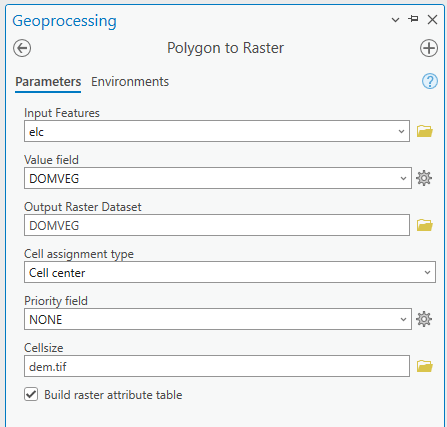 Geoprocessing
Polygon to Raster
Parameters Environments
Input Features
elc
Value field
DOMVEG
Output Raster Dataset
DOMVEG
Cell assignment type
Cell center
Priority field
NONE
Cellsize
dem.tif
Build raster attribute table